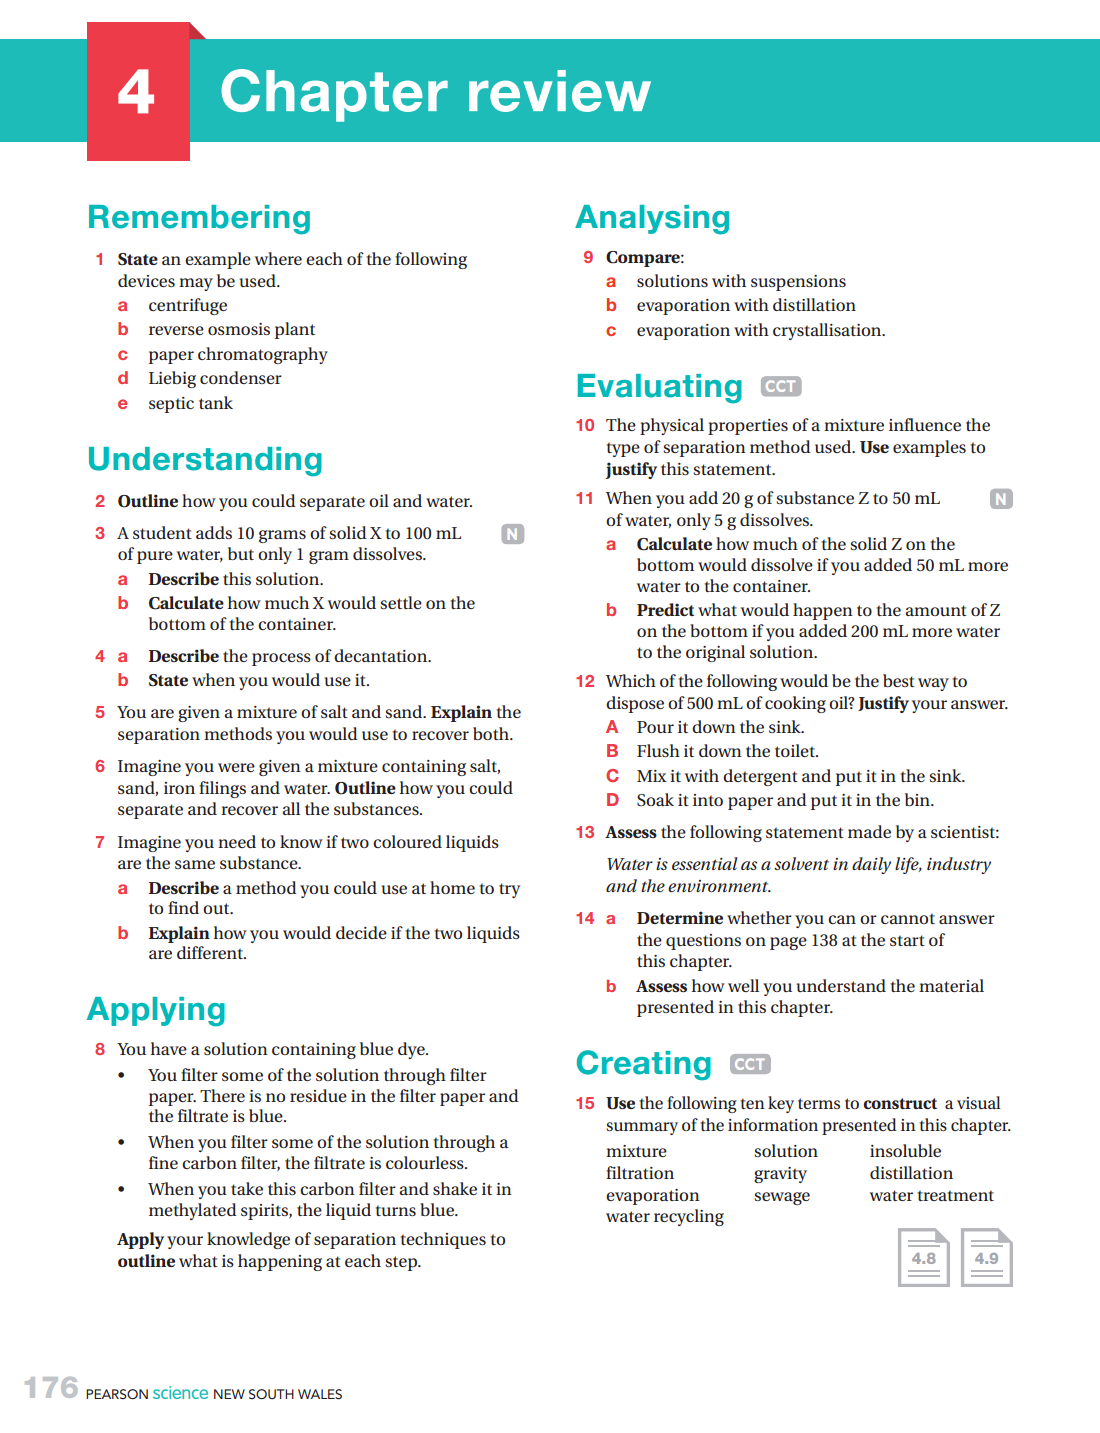 4 Chapter review
Remembering
1 State an example where each of the following
devices may be used.
a centrifuge
b reverse osmosis plant
c paper chromatography
d Liebig condenser
e septic tank
Understanding
2 Outline how you could separate oil and water.
3 A student adds 10 grams of solid X to 100 mL N
of pure water, but only 1 gram dissolves.
a Describe this solution.
b Calculate how much X would settle on the
bottom of the container.
4 a Describe the process of decantation.
b State when you would use it.
5 You are given a mixture of salt and sand. Explain the
separation methods you would use to recover both.
6 Imagine you were given a mixture containing salt,
sand, iron filings and water. Outline how you could
separate and recover all the substances.
7 Imagine you need to know if two coloured liquids
are the same substance.
a Describe a method you could use at home to try
to find out.
b Explain how you would decide if the two liquids
are different.
Applying
8 You have a solution containing blue dye.
• You filter some of the solution through filter
paper. There is no residue in the filter paper and
the filtrate is blue.
• When you filter some of the solution through a
fine carbon filter, the filtrate is colourless.
• When you take this carbon filter and shake it in
methylated spirits, the liquid turns blue.
Apply your knowledge of separation techniques to
outline what is happening at each step.
Analysing
9 Compare:
a solutions with suspensions
b evaporation with distillation
c evaporation with crystallisation.
Evaluating CCT
10 The physical properties of a mixture influence the
type of separation method used. Use examples to
justify this statement.
11 When you add 20 g of substance Z to 50 mL N
of water, only 5 g dissolves.
a Calculate how much of the solid Z on the
bottom would dissolve if you added 50 mL more
water to the container.
b Predict what would happen to the amount of Z
on the bottom if you added 200 mL more water
to the original solution.
12 Which of the following would be the best way to
dispose of 500 mL of cooking oil? Justify your answer.
A Pour it down the sink.
B Flush it down the toilet.
C Mix it with detergent and put it in the sink.
D Soak it into paper and put it in the bin.
13 Assess the following statement made by a scientist:
Water is essential as a solvent in daily life, industry
and the environment.
14 a Determine whether you can or cannot answer
the questions on page 138 at the start of
this chapter.
b Assess how well you understand the material
presented in this chapter.
Creating CCT
15 Use the following ten key terms to construct a visual
summary of the information presented in this chapter.
mixture solution insoluble
filtration gravity distillation
evaporation sewage water treatment
water recycling
4.8 4.9
176 PEARSON science NEW SOUTH WALES